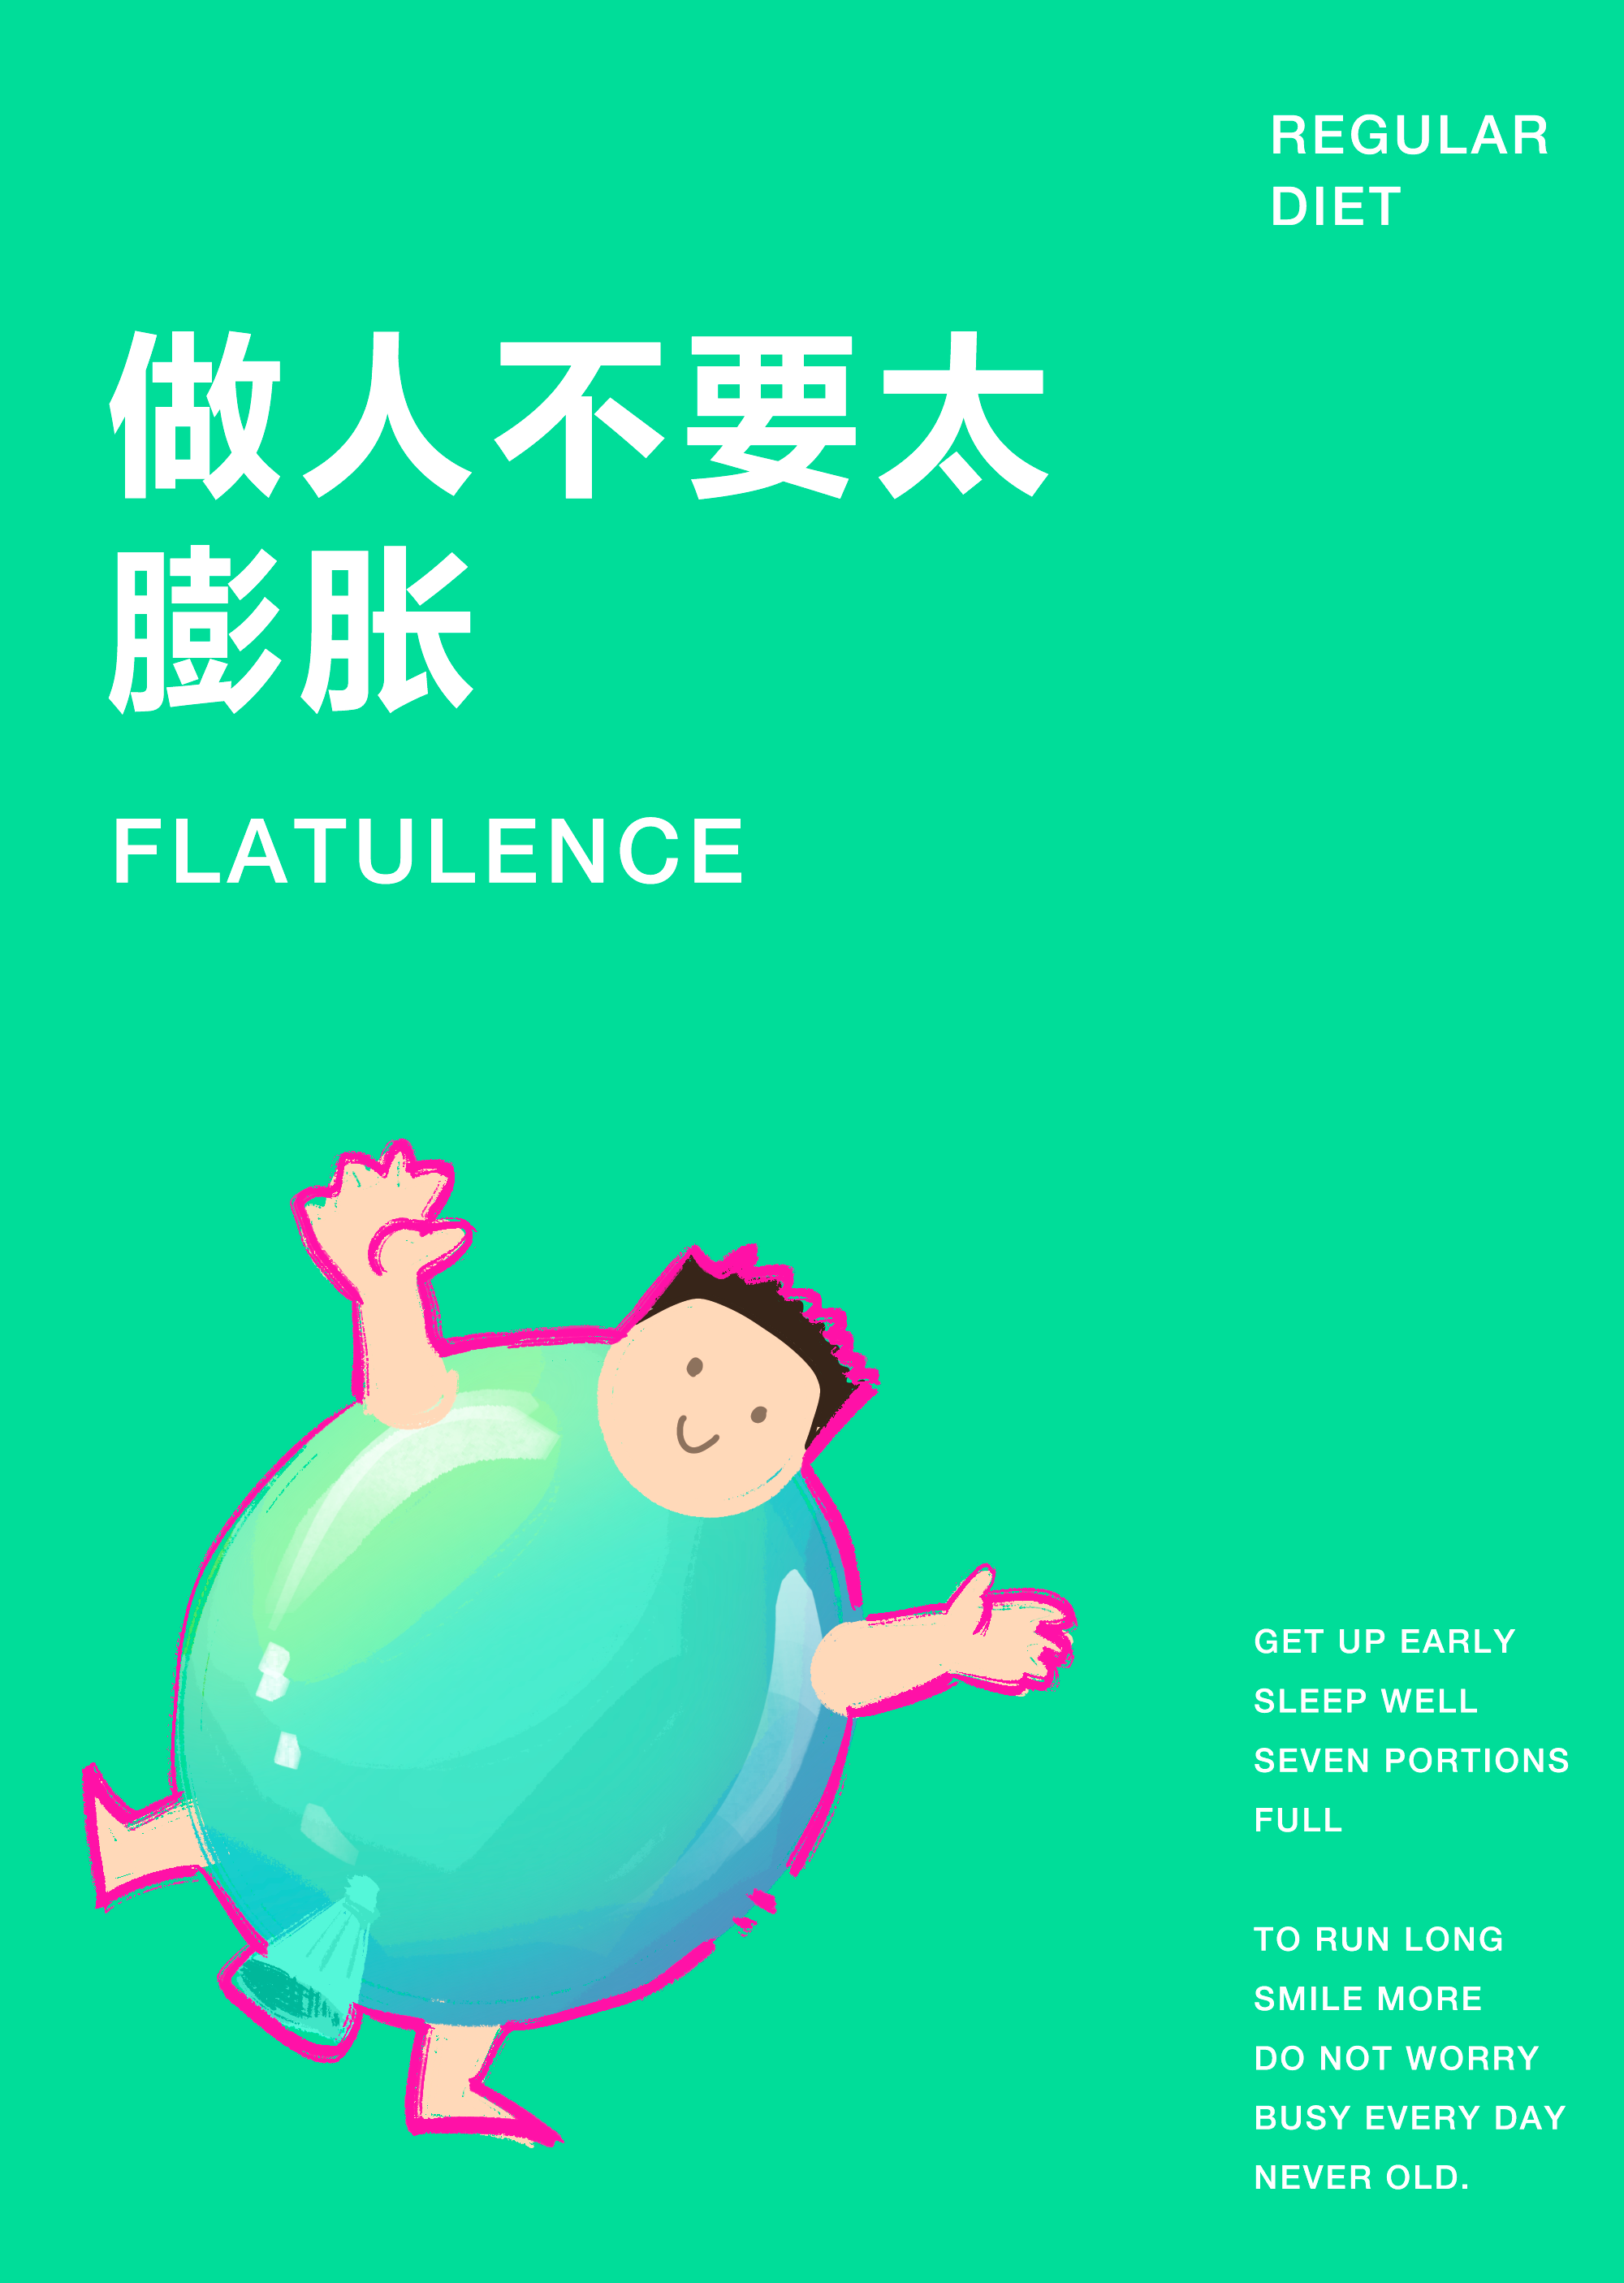 REGULAR
DIET
做人不要太
膨胀
FLATULENCE
GET UP EARLY
SLEEP WELL
SEVEN PORTIONS
FULL
TO RUN LONG
SMILE MORE
DO NOT WORRY
BUSY EVERY DAY
NEVER OLD.